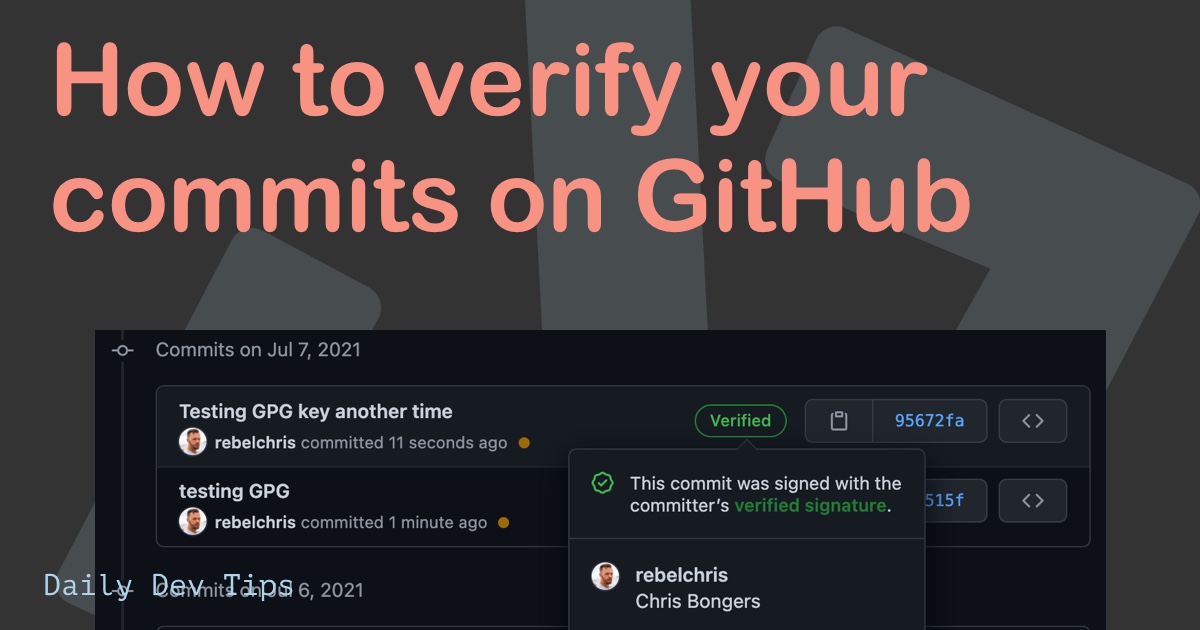 How to verify your
commits on GitHub
Commits on Jul 7, 2021
Testing GPG key another time
rebelchris committed 11 seconds ago
Verified
95672fa
This commit was signed with the
committer’s verified signature.
testing GPG
rebelchris committed 1 minute ago
515f
rebelchris
Chris Bongers
Daily Dev Tips
Commits on Jul 6, 2021